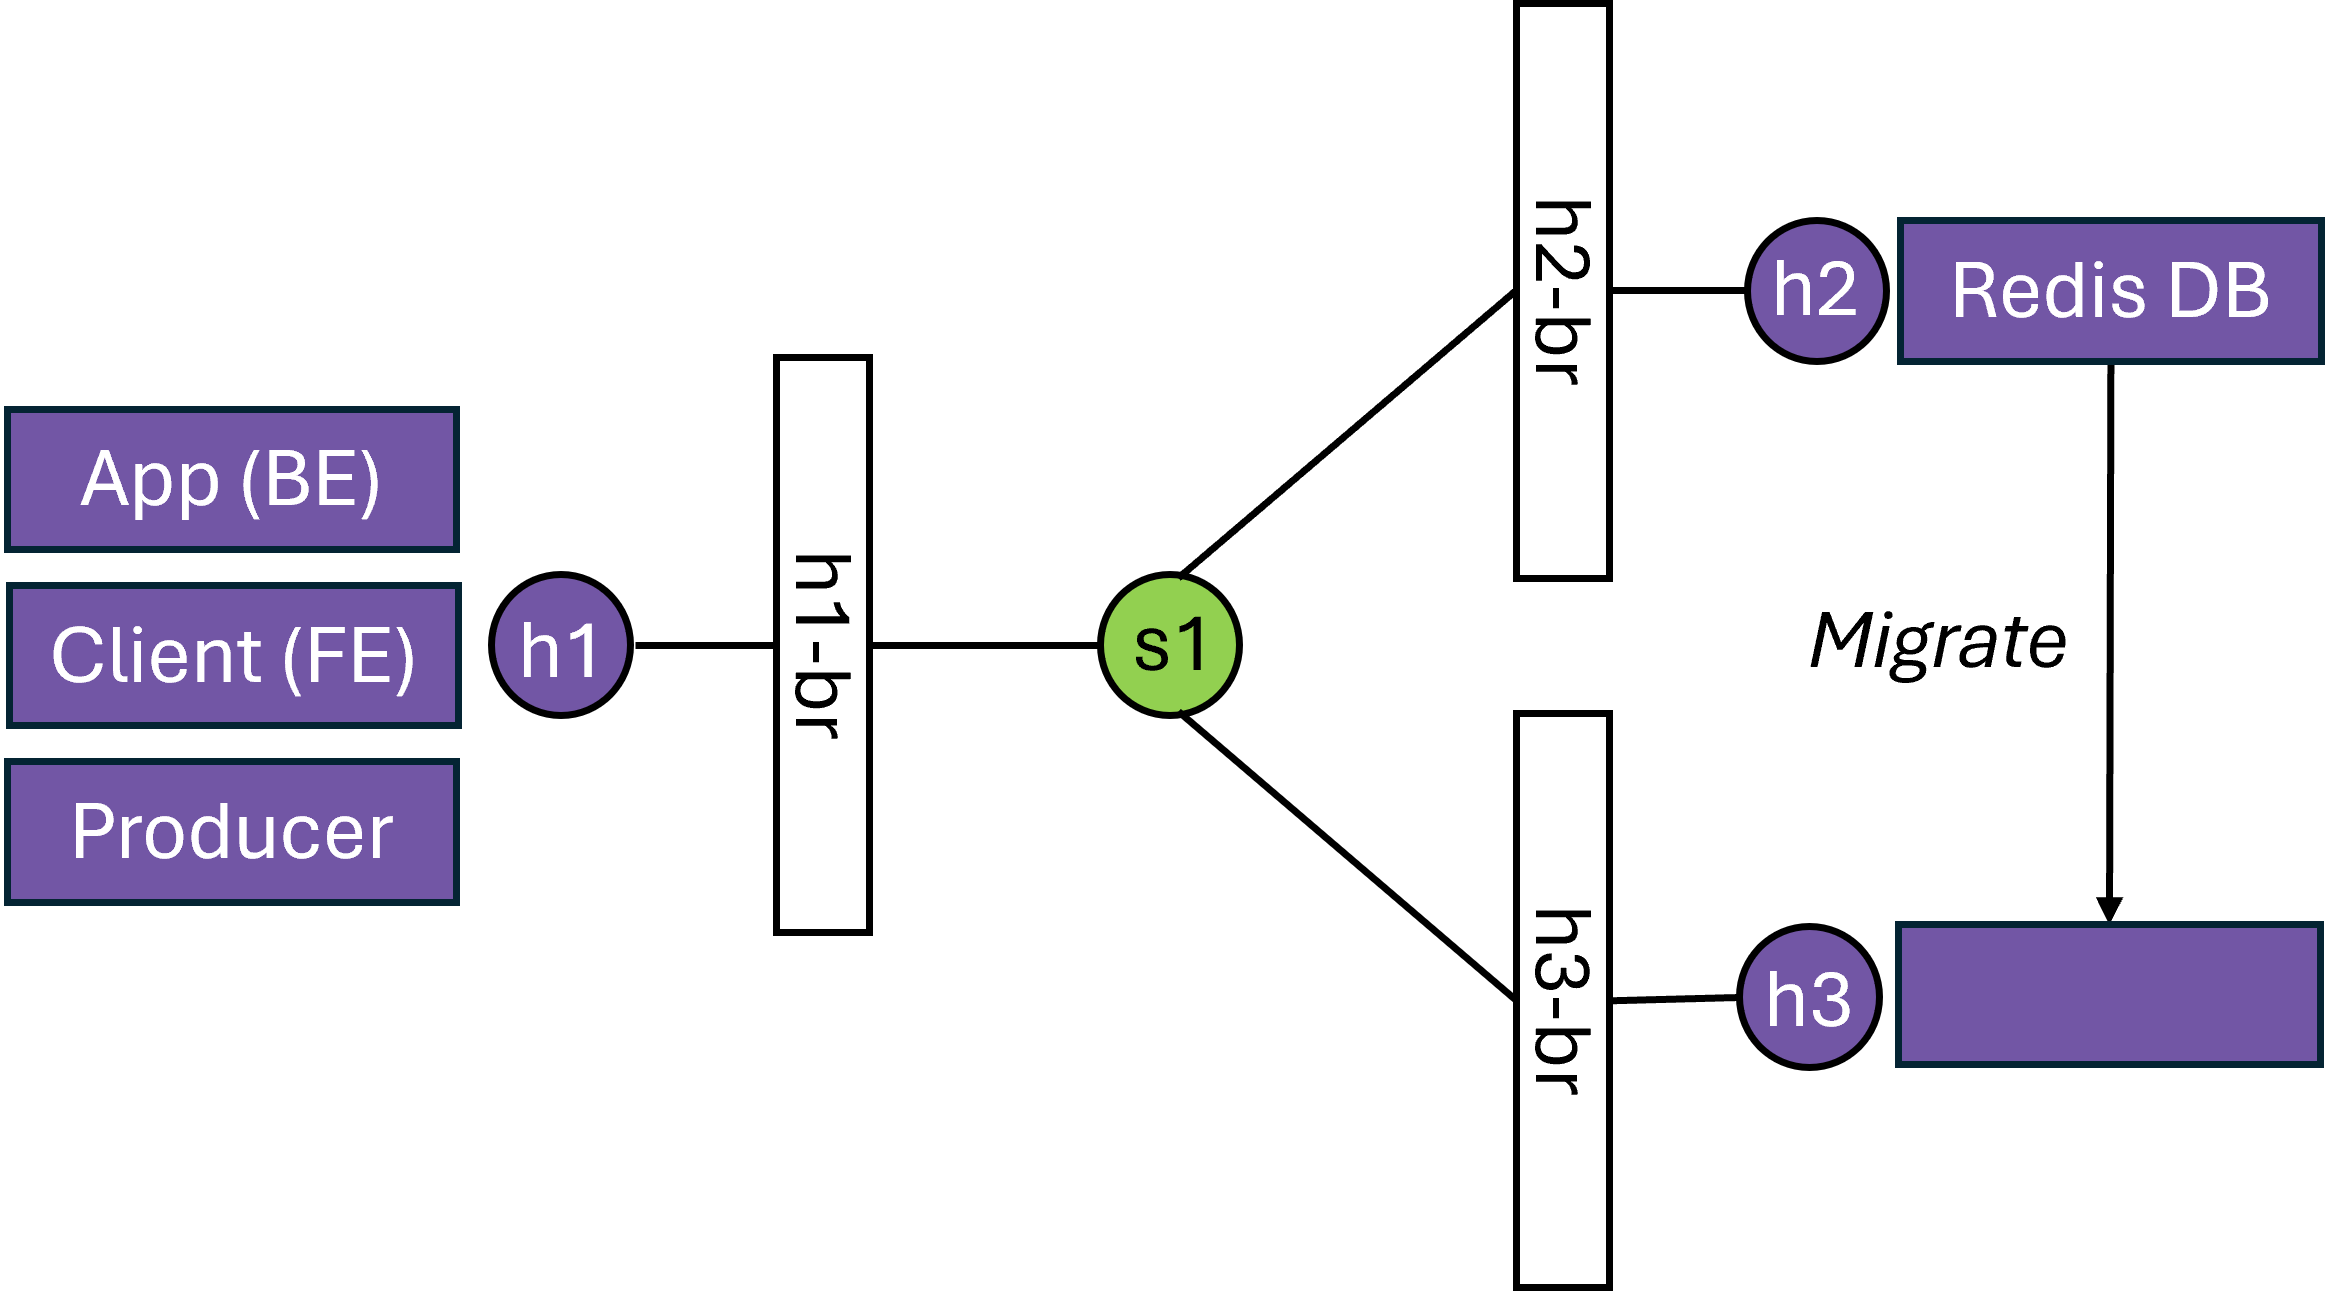 App (BE)
Client (FE)
Producer
h1
h1-br
s1
h2-br
h2
Redis DB
Migrate
h3-br
h3